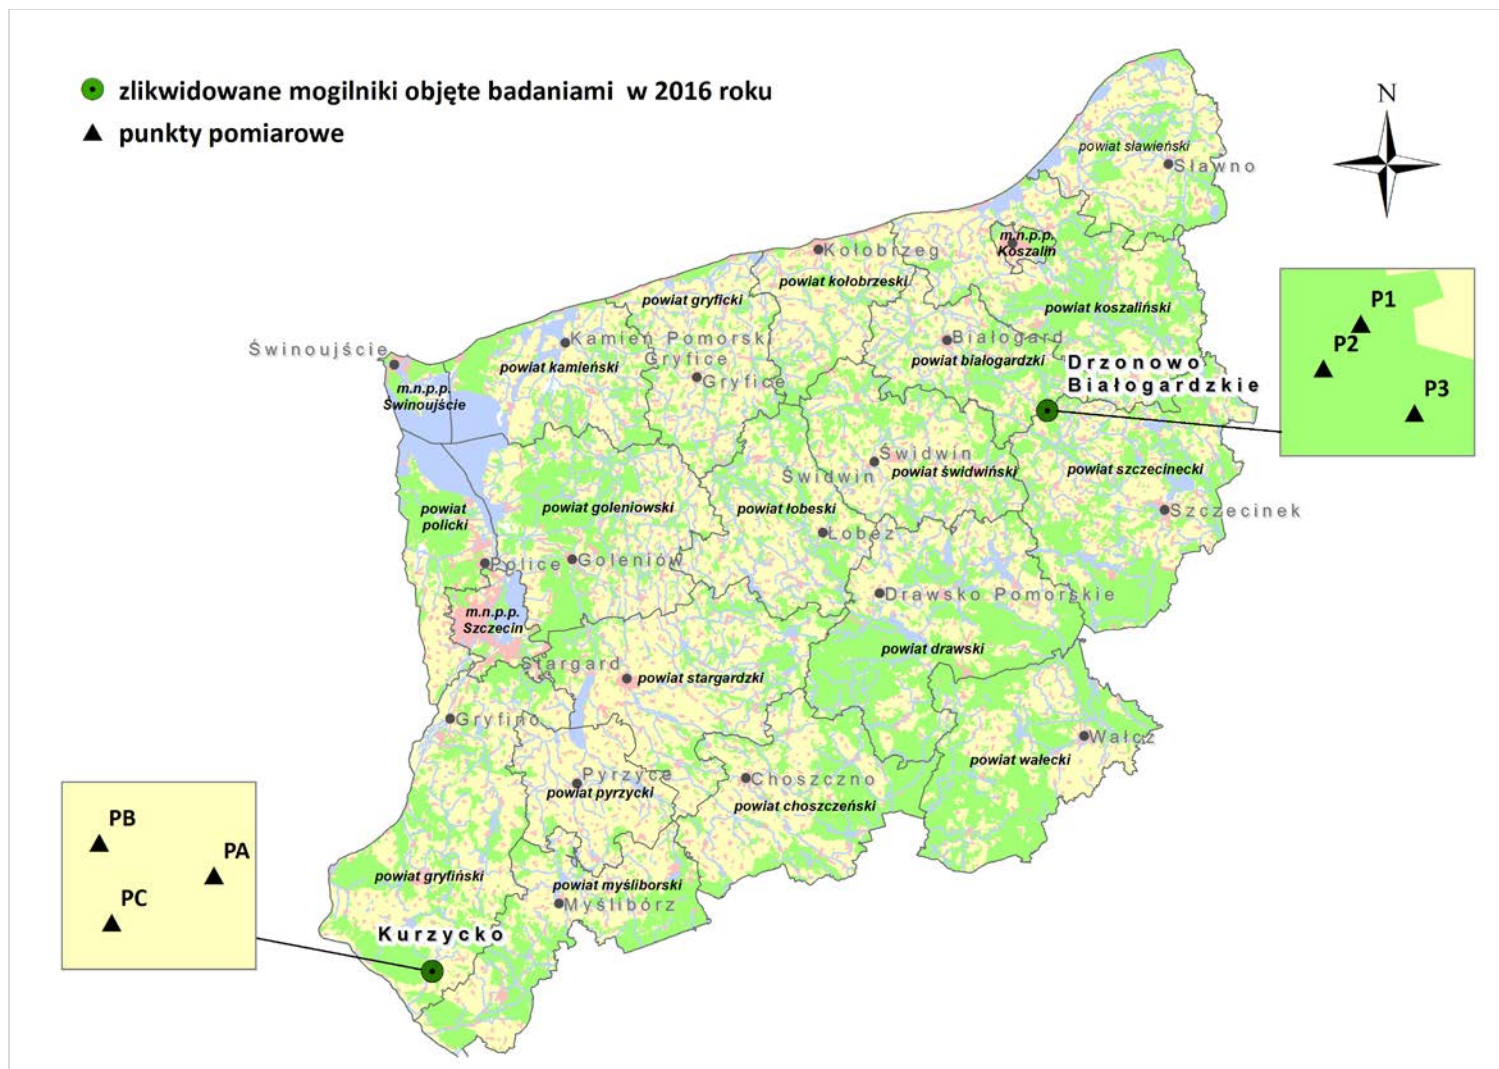 zlikwidowane mogilniki objęte badaniami w 2016 roku
punkty pomiarowe
N
powiat sławieński
Sławno
m.n.p.p.
Koszalin
Kołobrzeg
powiat kołobrzeski
powiat gryficki
powiat koszaliński
P1
P2
P3
Świnoujście
Kamień Pomorski
powiat kamieński
Gryfice
Gryfice
Białogard
powiat białogardzki
Drzonowo
Białogardzkie
m.n.p.p.
Świnoujście
Świdwin
Świdwin
powiat świdwiński
powiat szczecinecki
powiat
policki
powiat goleniowski
powiat łobeski
Szczecinek
Łobez
Police
Goleniów
Drawsko Pomorskie
m.n.p.p.
Szczecin
powiat drawski
Stargard
powiat stargardzki
Gryfino
Wałcz
powiat wałecki
Pyrzyce
powiat pyrzycki
Choszczno
powiat choszczeński
PB
PA
PC
powiat gryfiński
powiat myśliborski
Myślibórz
Kurzycko